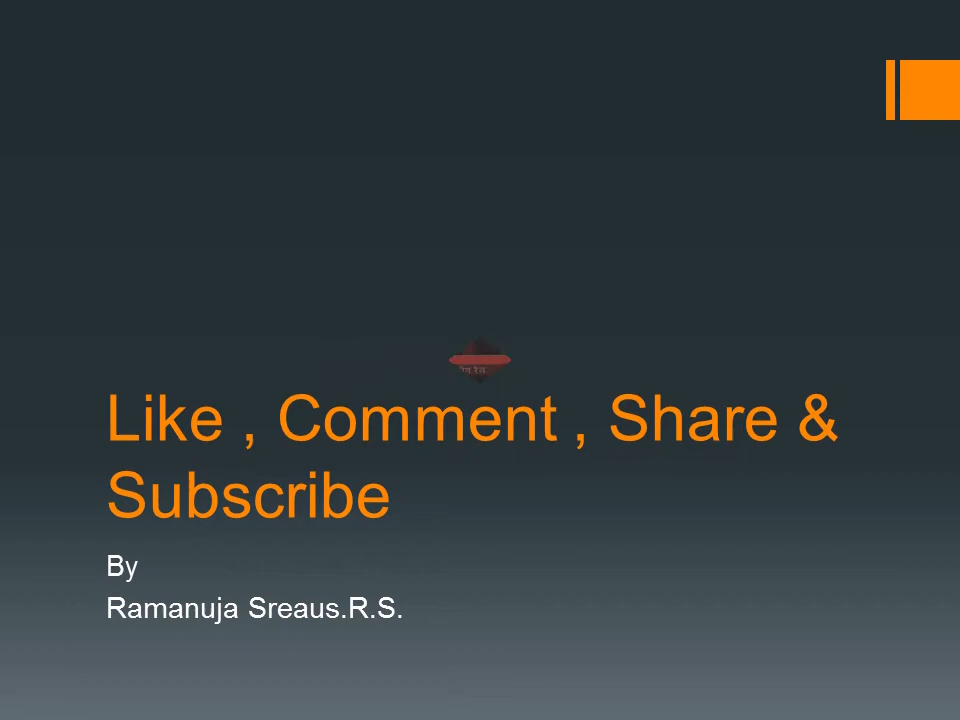 Like , Comment , Share &
Subscribe
By
Ramanuja Sreaus.R.S.